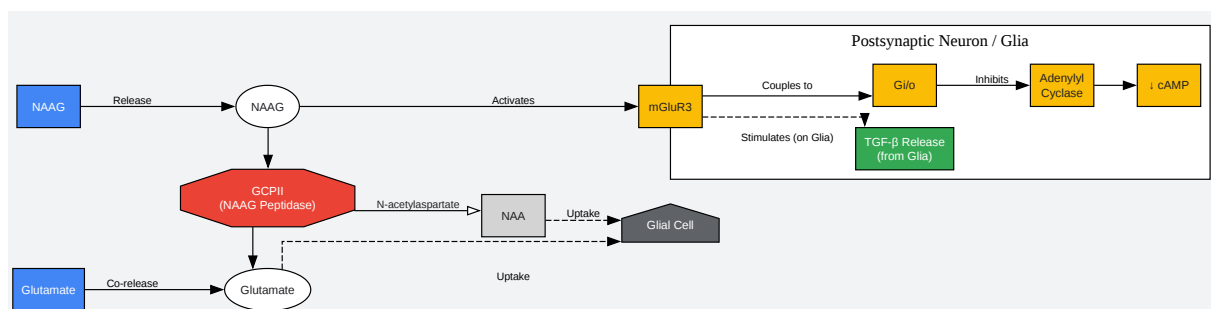 Postsynaptic Neuron / Glia
NAAG
Release
NAAG
Activates
mGluR3
Couples to
Gi/o
Inhibits
Adenylyl
Cyclase
↓ cAMP
Stimulates (on Glia)
TGF-β Release
(from Glia)
GCPII
(NAAG Peptidase)
N-acetylaspartate
NAA
Uptake
Glial Cell
Uptake
Glutamate
Co-release
Glutamate